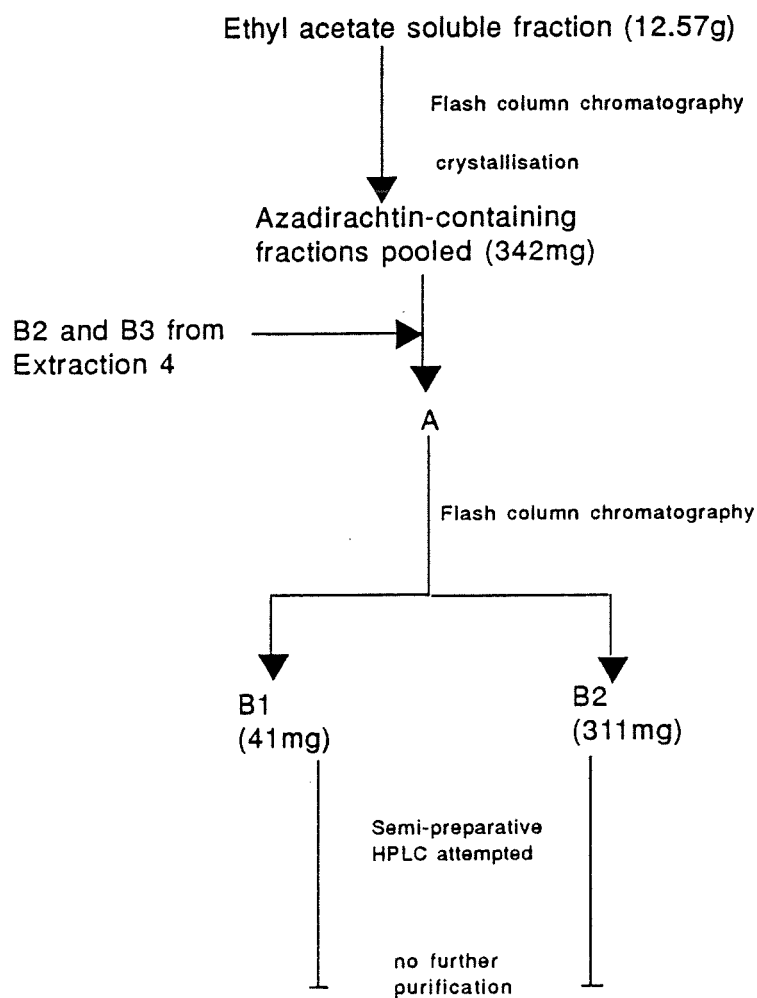 Ethyl acetate soluble fraction (12.57g)
Flash column chromatography
crystallisation
Azadirachtin-containing
fractions pooled (342mg)
B2 and B3 from
Extraction 4
A
Flash column chromatography
B1
(41mg)
B2
(311mg)
Semi-preparative
HPLC attempted
no further
purification